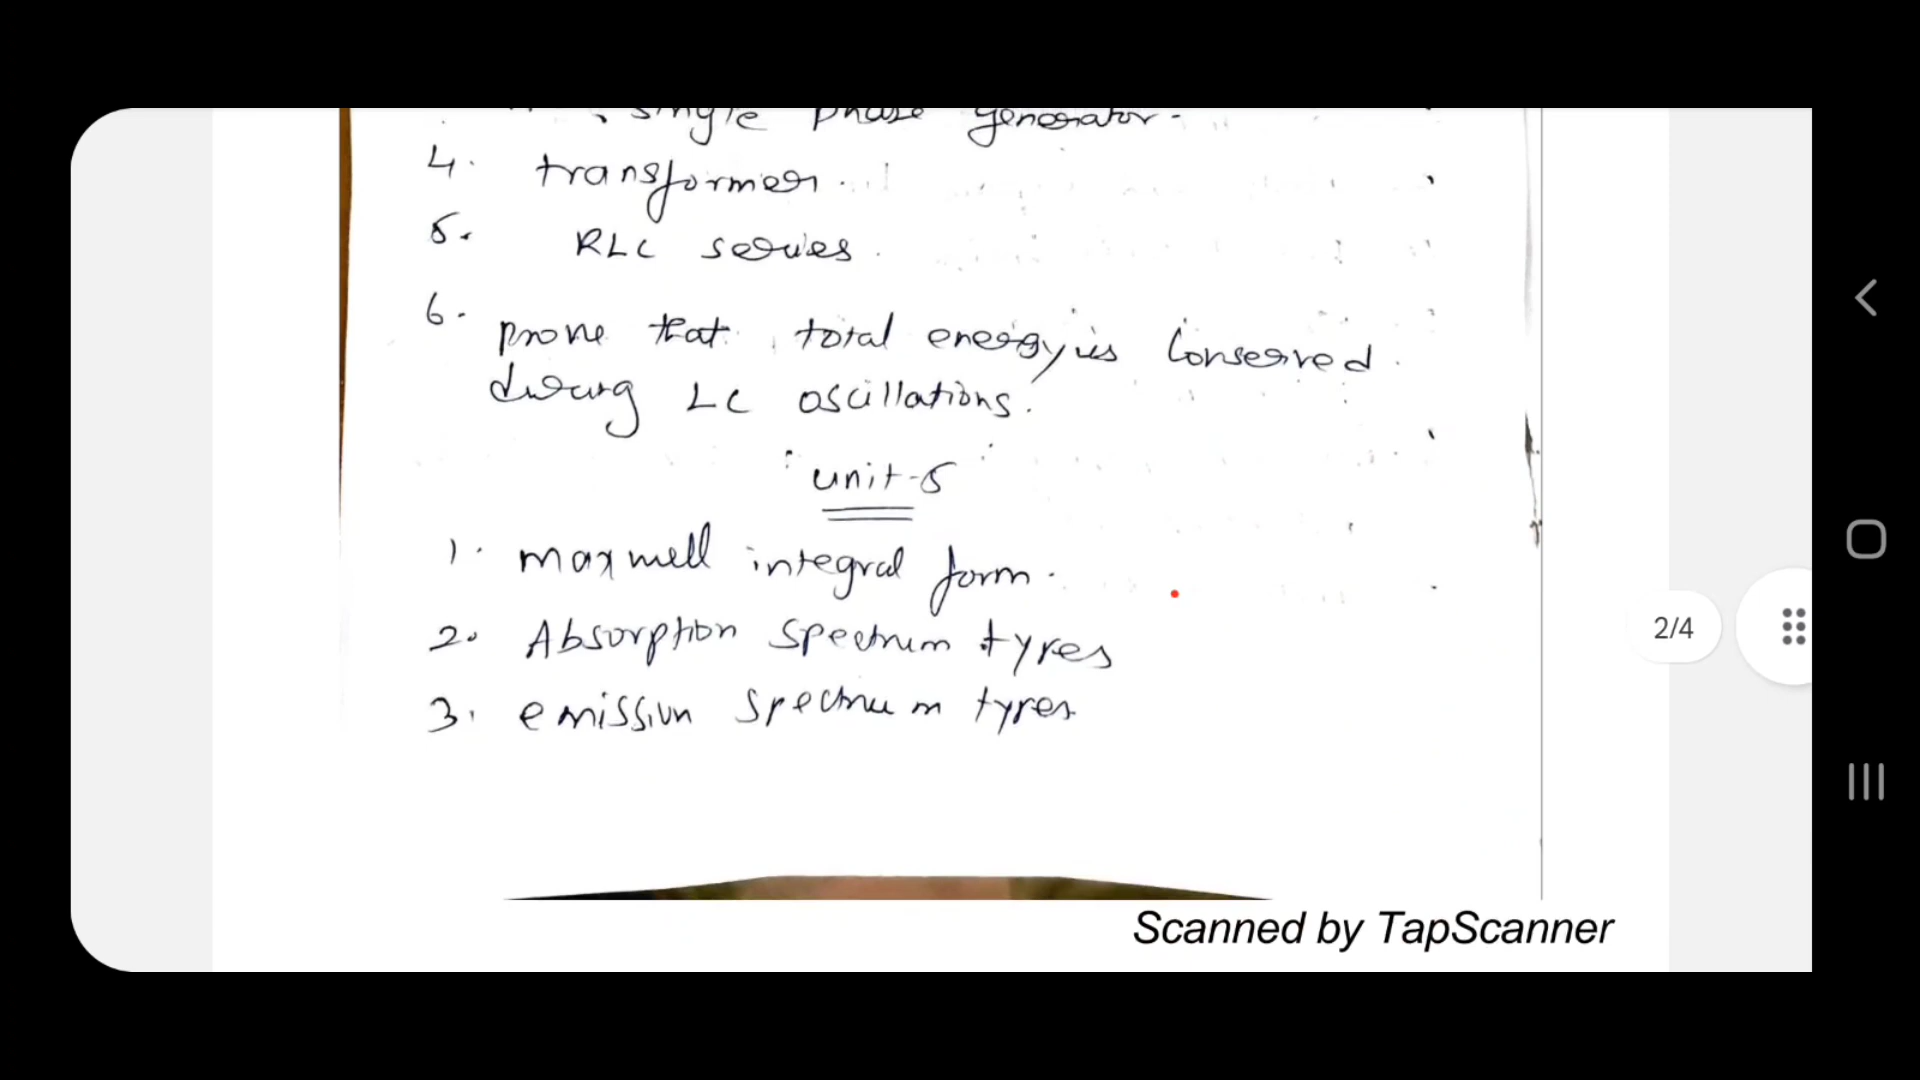 single phase generator.
4. transformer.
5. RLC series.
6. prove that total energy is Conserved
during LC oscillations.
unit-5
1. maxwell integral form.
2. Absorption spectrum types
3. emission spectrum types
2/4
Scanned by TapScanner